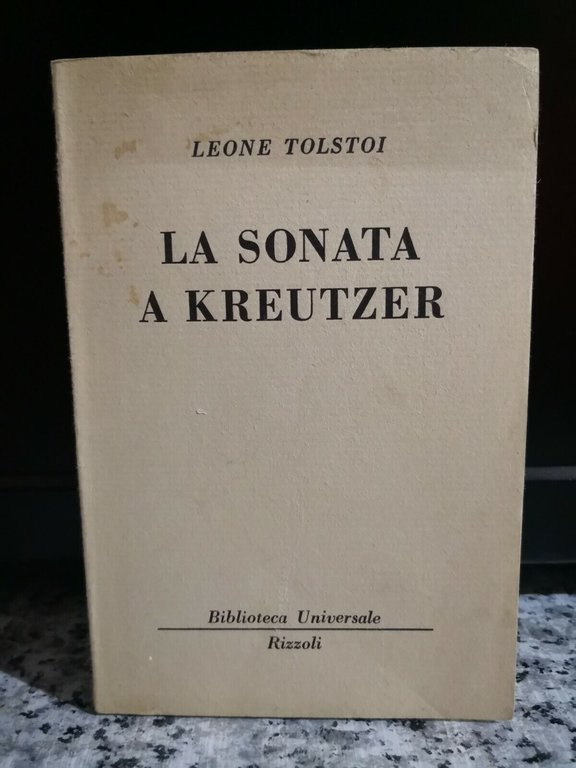 LEONE TOLSTOI
LA SONATA
A KREUTZER
Biblioteca Universale
Rizzoli